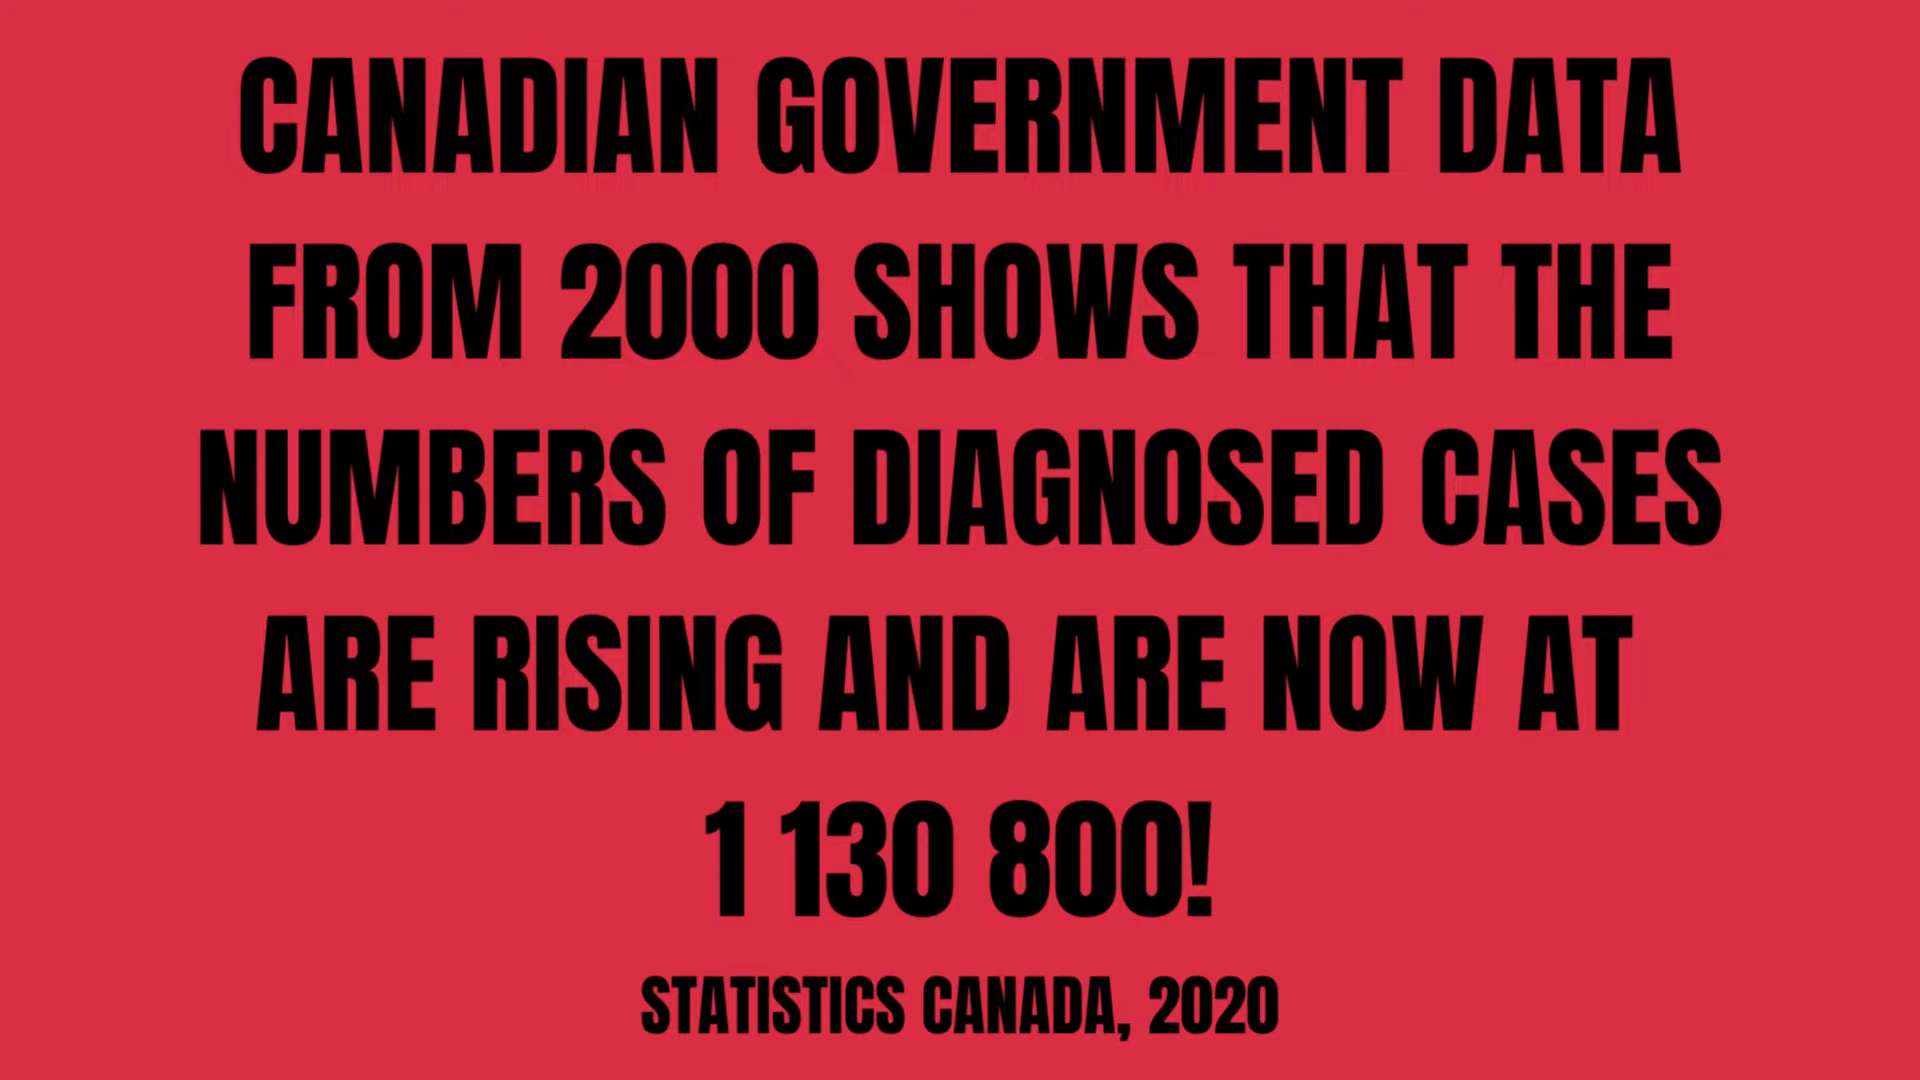 CANADIAN GOVERNMENT DATA
FROM 2000 SHOWS THAT THE
NUMBERS OF DIAGNOSED CASES
ARE RISING AND ARE NOW AT
1 130 800!
STATISTICS CANADA, 2020